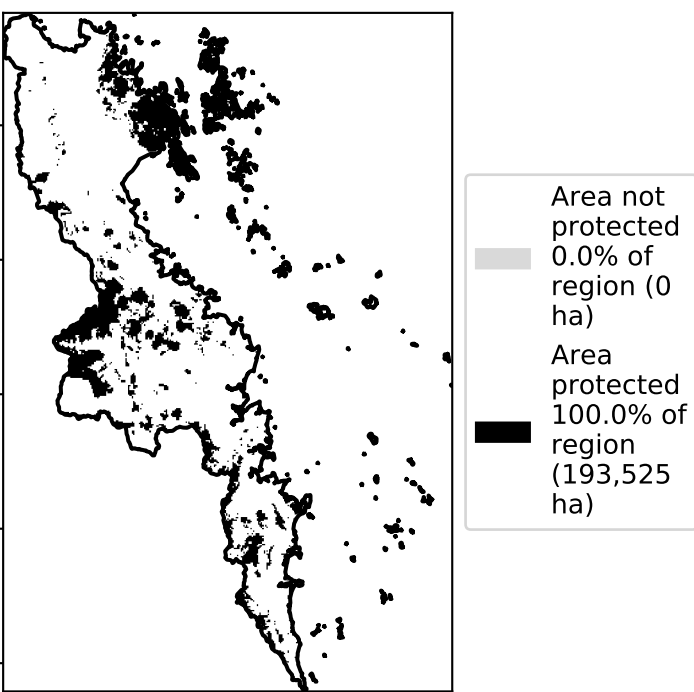 Area not
protected
0.0% of
region (0
ha)
Area
protected
100.0% of
region
(193,525
ha)